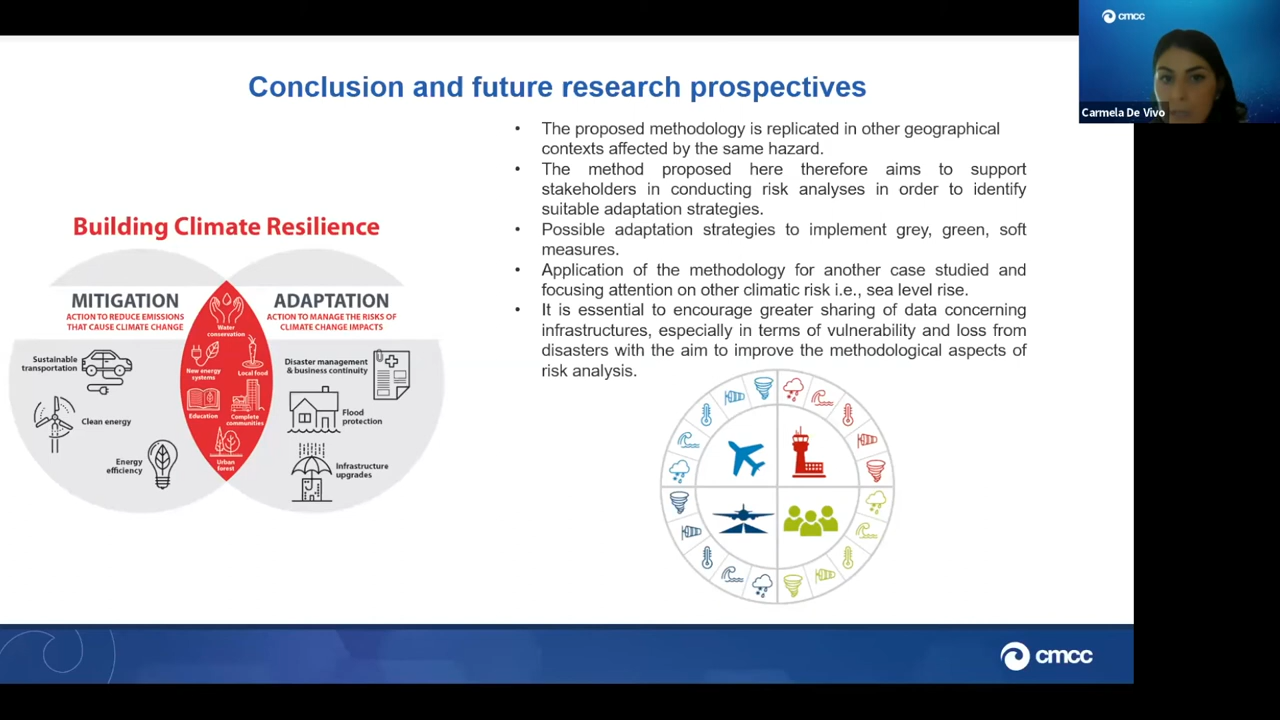 cmcc
Carmela De Vivo
Conclusion and future research prospectives
• The proposed methodology is replicated in other geographical
contexts affected by the same hazard.
• The method proposed here therefore aims to support
stakeholders in conducting risk analyses in order to identify
suitable adaptation strategies.
• Possible adaptation strategies to implement grey, green, soft
measures.
• Application of the methodology for another case studied and
focusing attention on other climatic risk i.e., sea level rise.
• It is essential to encourage greater sharing of data concerning
infrastructures, especially in terms of vulnerability and loss from
disasters with the aim to improve the methodological aspects of
risk analysis.
Building Climate Resilience
MITIGATION
ACTION TO REDUCE EMISSIONS
THAT CAUSE CLIMATE CHANGE
Sustainable
transportation
Clean energy
Energy
efficiency
Water
conservation
New energy
systems
Local food
Education
Complete
communities
Urban
forest
ADAPTATION
ACTION TO MANAGE THE RISKS OF
CLIMATE CHANGE IMPACTS
Disaster management
& business continuity
Flood
protection
Infrastructure
upgrades
cmcc